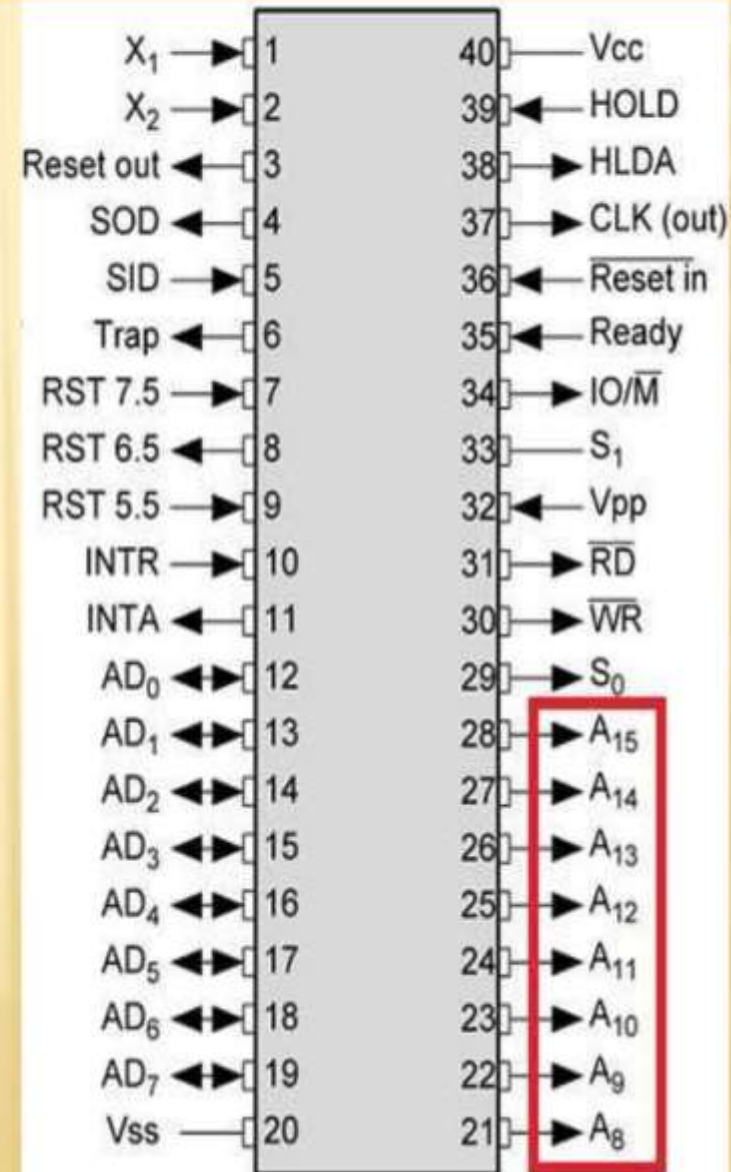 X₁ 1 40 Vcc
X₂ 2 39 HOLD
Reset out 3 38 HLDA
SOD 4 37 CLK (out)
SID 5 36 R̅e̅s̅e̅t̅ ̅i̅n̅
Trap 6 35 Ready
RST 7.5 7 34 IO/M̅
RST 6.5 8 33 S₁
RST 5.5 9 32 Vpp
INTR 10 31 R̅D̅
INTA 11 30 W̅R̅
AD₀ 12 29 S₀
AD₁ 13 28 A₁₅
AD₂ 14 27 A₁₄
AD₃ 15 26 A₁₃
AD₄ 16 25 A₁₂
AD₅ 17 24 A₁₁
AD₆ 18 23 A₁₀
AD₇ 19 22 A₉
Vss 20 21 A₈